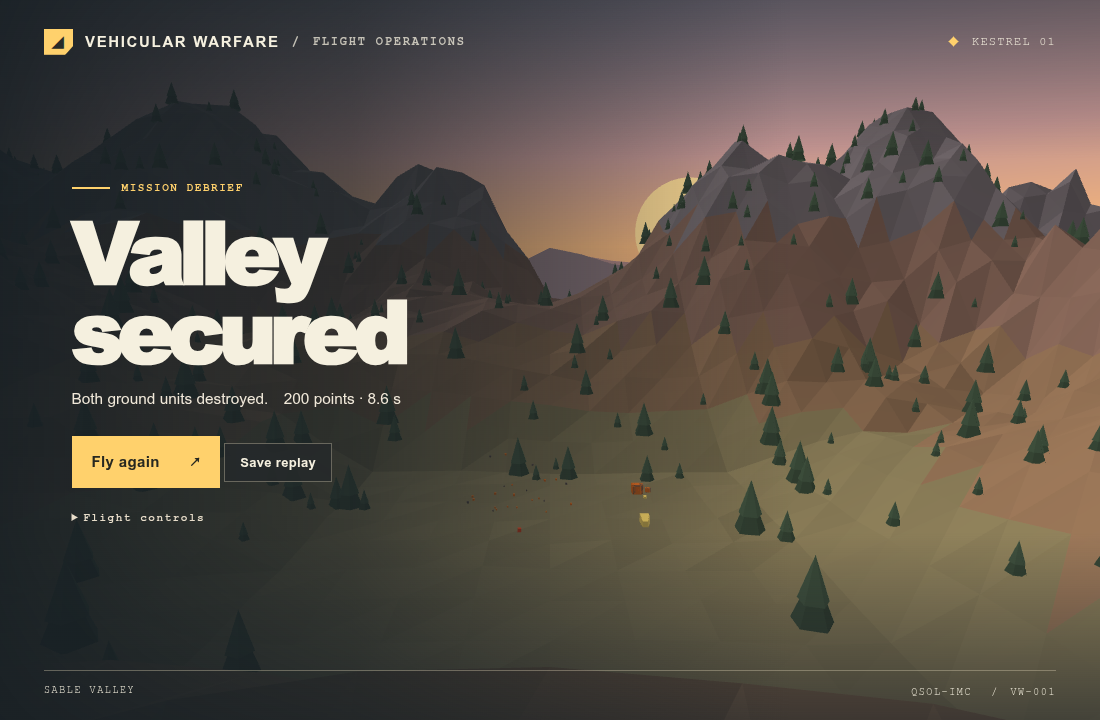 VEHICULAR WARFARE / FLIGHT OPERATIONS
KESTREL 01
MISSION DEBRIEF
Valley
secured
Both ground units destroyed. 200 points · 8.6 s
Fly again ↗
Save replay
Flight controls
SABLE VALLEY
QSOL-IMC / VW-001